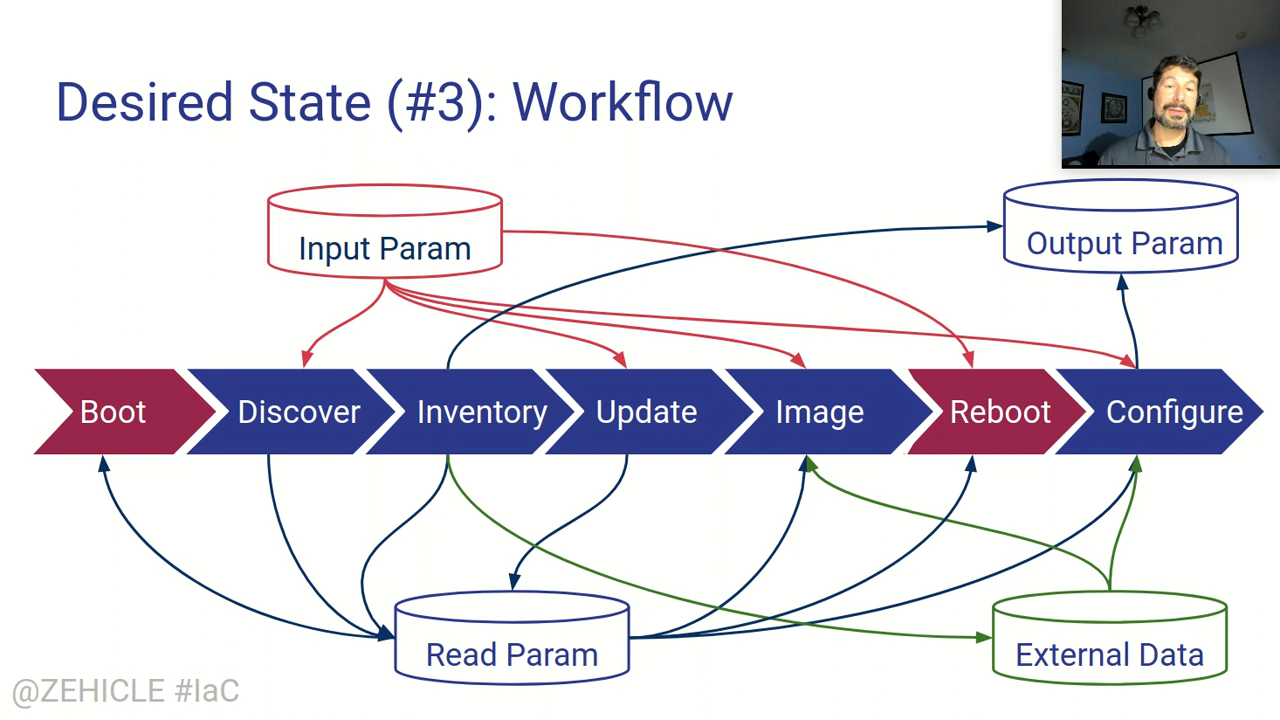 Desired State (#3): Workflow
Input Param
Output Param
Boot
Discover
Inventory
Update
Image
Reboot
Configure
Read Param
External Data
@ZEHICLE #IaC